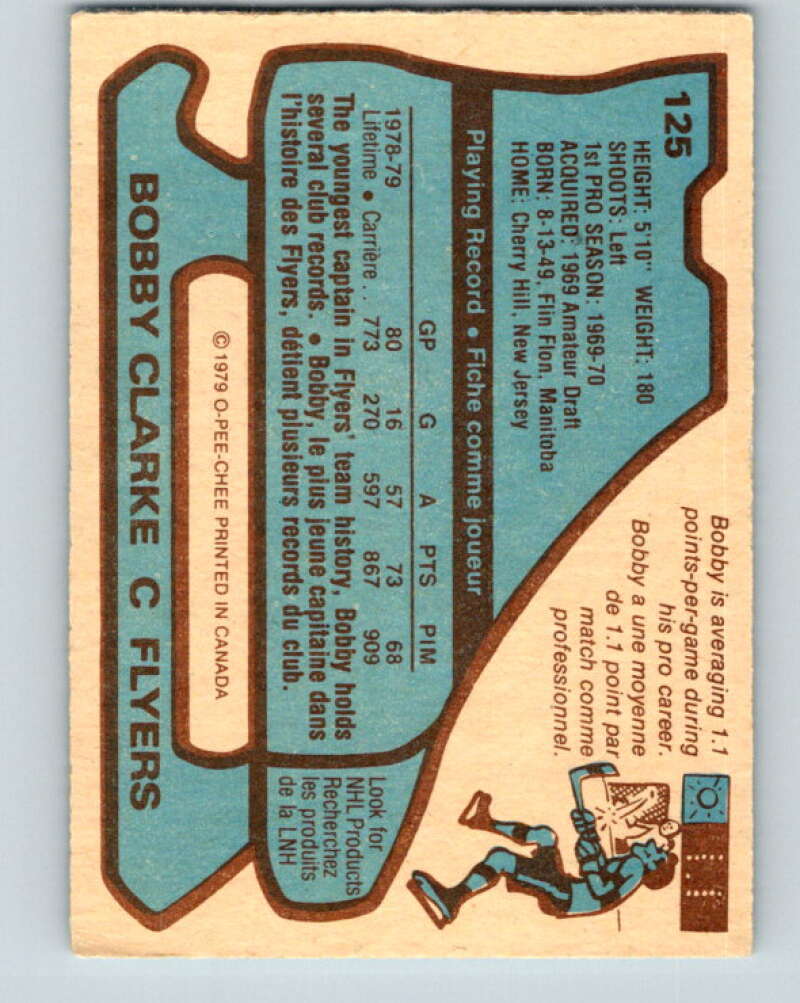 125
HEIGHT: 5'10" WEIGHT: 180
SHOOTS: Left
1st PRO SEASON: 1969-70
ACQUIRED: 1969 Amateur Draft
BORN: 8-13-49, Flin Flon, Manitoba
HOME: Cherry Hill, New Jersey
Bobby is averaging 1.1
points-per-game during
his pro career.
Bobby a une moyenne
de 1.1 point par
match comme
professionnel.
1.1
Playing Record • Fiche comme joueur
GP G A PTS PIM
1978-79 80 16 57 73 68
Lifetime • Carrière .. 773 270 597 867 909
The youngest captain in Flyers' team history, Bobby holds
several club records. • Bobby, le plus jeune capitaine dans
l'histoire des Flyers, détient plusieurs records du club.
Look for
NHL Products
Recherchez
les produits
de la LNH
© 1979 O-PEE-CHEE PRINTED IN CANADA
BOBBY CLARKE C FLYERS